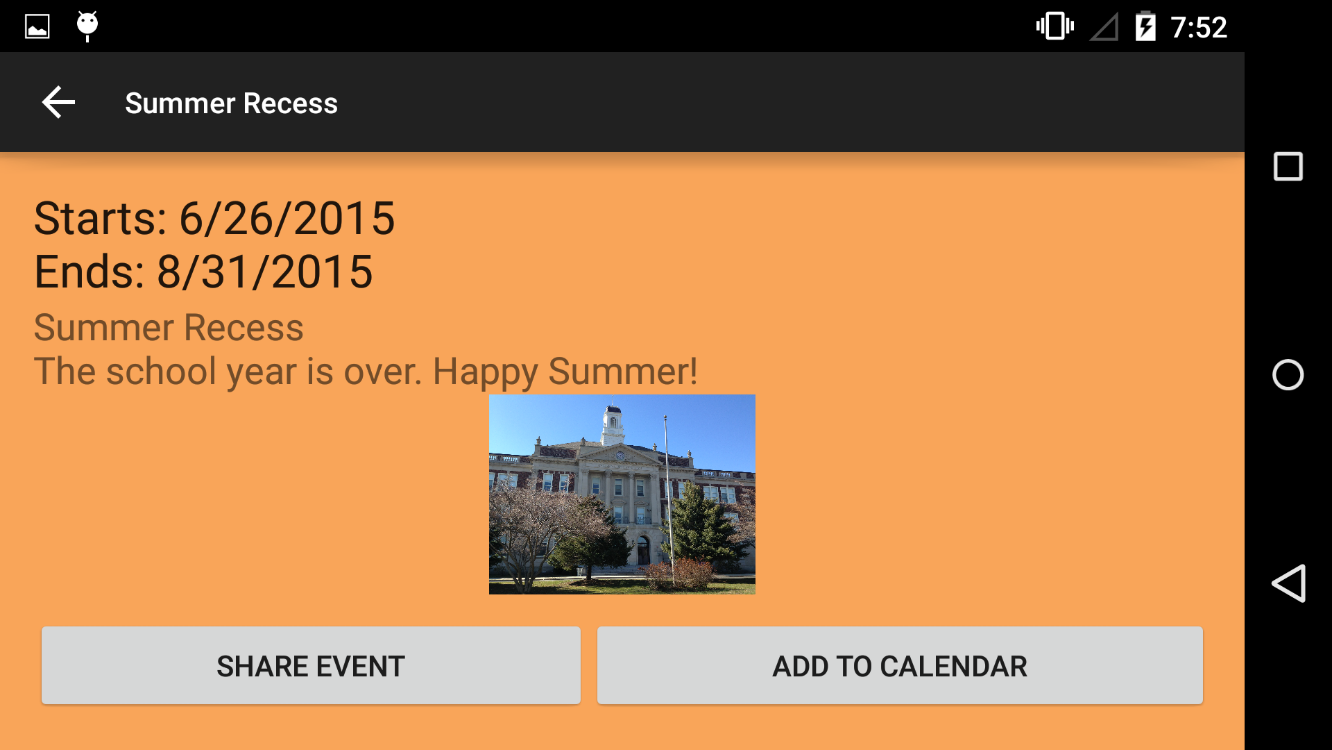 7:52
Summer Recess
Starts: 6/26/2015
Ends: 8/31/2015
Summer Recess
The school year is over. Happy Summer!
SHARE EVENT
ADD TO CALENDAR